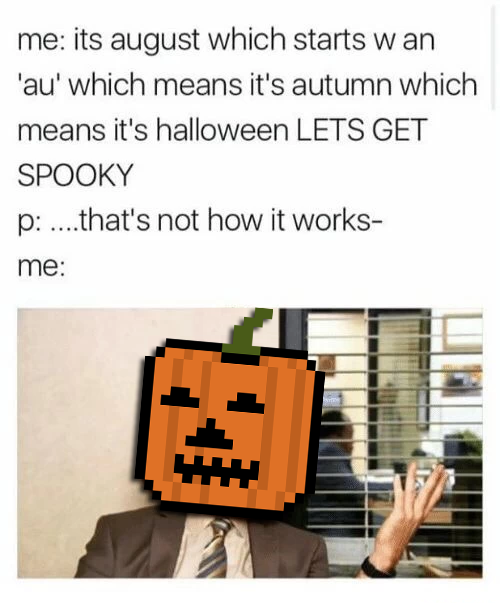 me: its august which starts w an
'au' which means it's autumn which
means it's halloween LETS GET
SPOOKY
p: ....that's not how it works-
me: